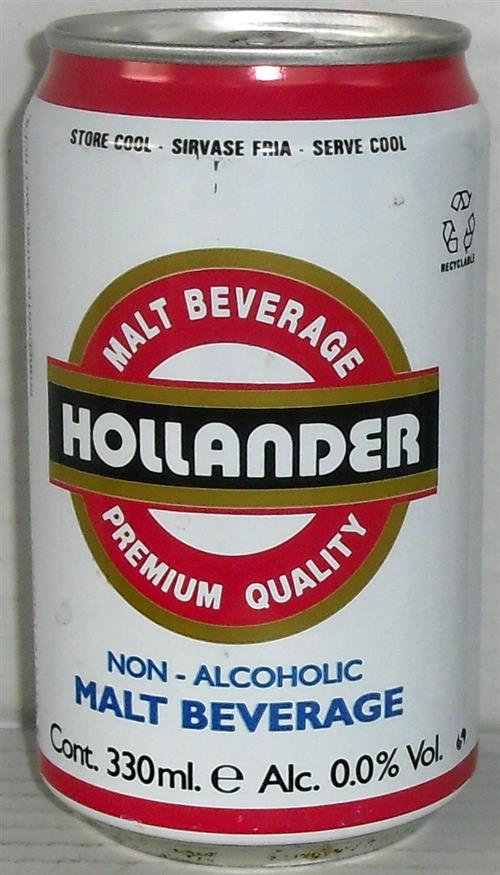 STORE COOL - SIRVASE FRIA - SERVE COOL
RECYCLABLE
MALT BEVERAGE
HOLLANDER
PREMIUM QUALITY
NON - ALCOHOLIC
MALT BEVERAGE
Cont. 330ml. e Alc. 0.0% Vol.
69